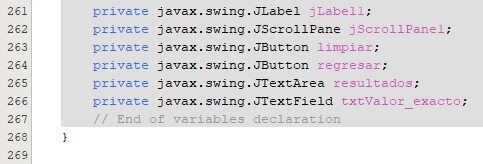 261 private javax.swing.JLabel jLabel1;
262 private javax.swing.JScrollPane jScrollPane1;
263 private javax.swing.JButton limpiar;
264 private javax.swing.JButton regresar;
265 private javax.swing.JTextArea resultados;
266 private javax.swing.JTextField txtValor_exacto;
267 // End of variables declaration
268 }
269